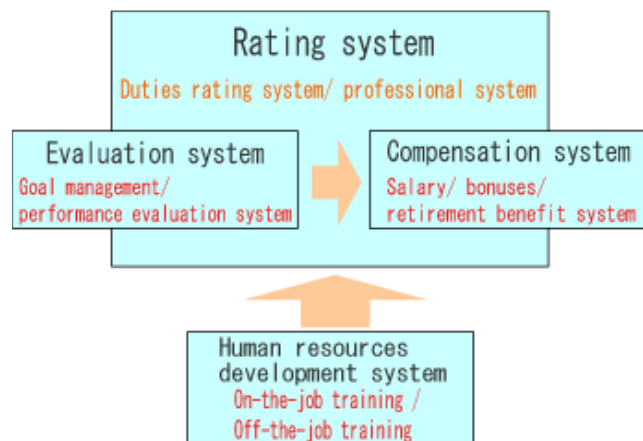 Rating system
Duties rating system/ professional system
Evaluation system
Goal management/
performance evaluation system
Compensation system
Salary/ bonuses/
retirement benefit system
Human resources
development system
On-the-job training /
Off-the-job training